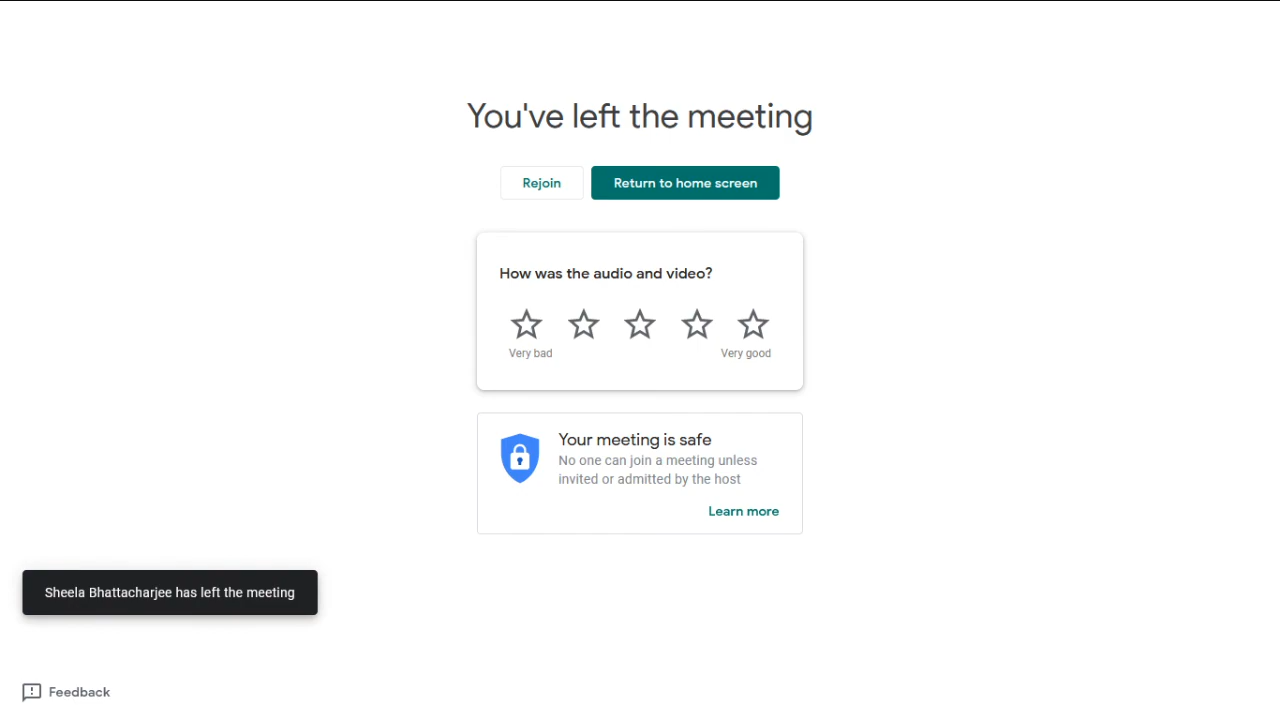 You've left the meeting
Rejoin
Return to home screen
How was the audio and video?
Very bad
Very good
Your meeting is safe
No one can join a meeting unless
invited or admitted by the host
Learn more
Sheela Bhattacharjee has left the meeting
Feedback